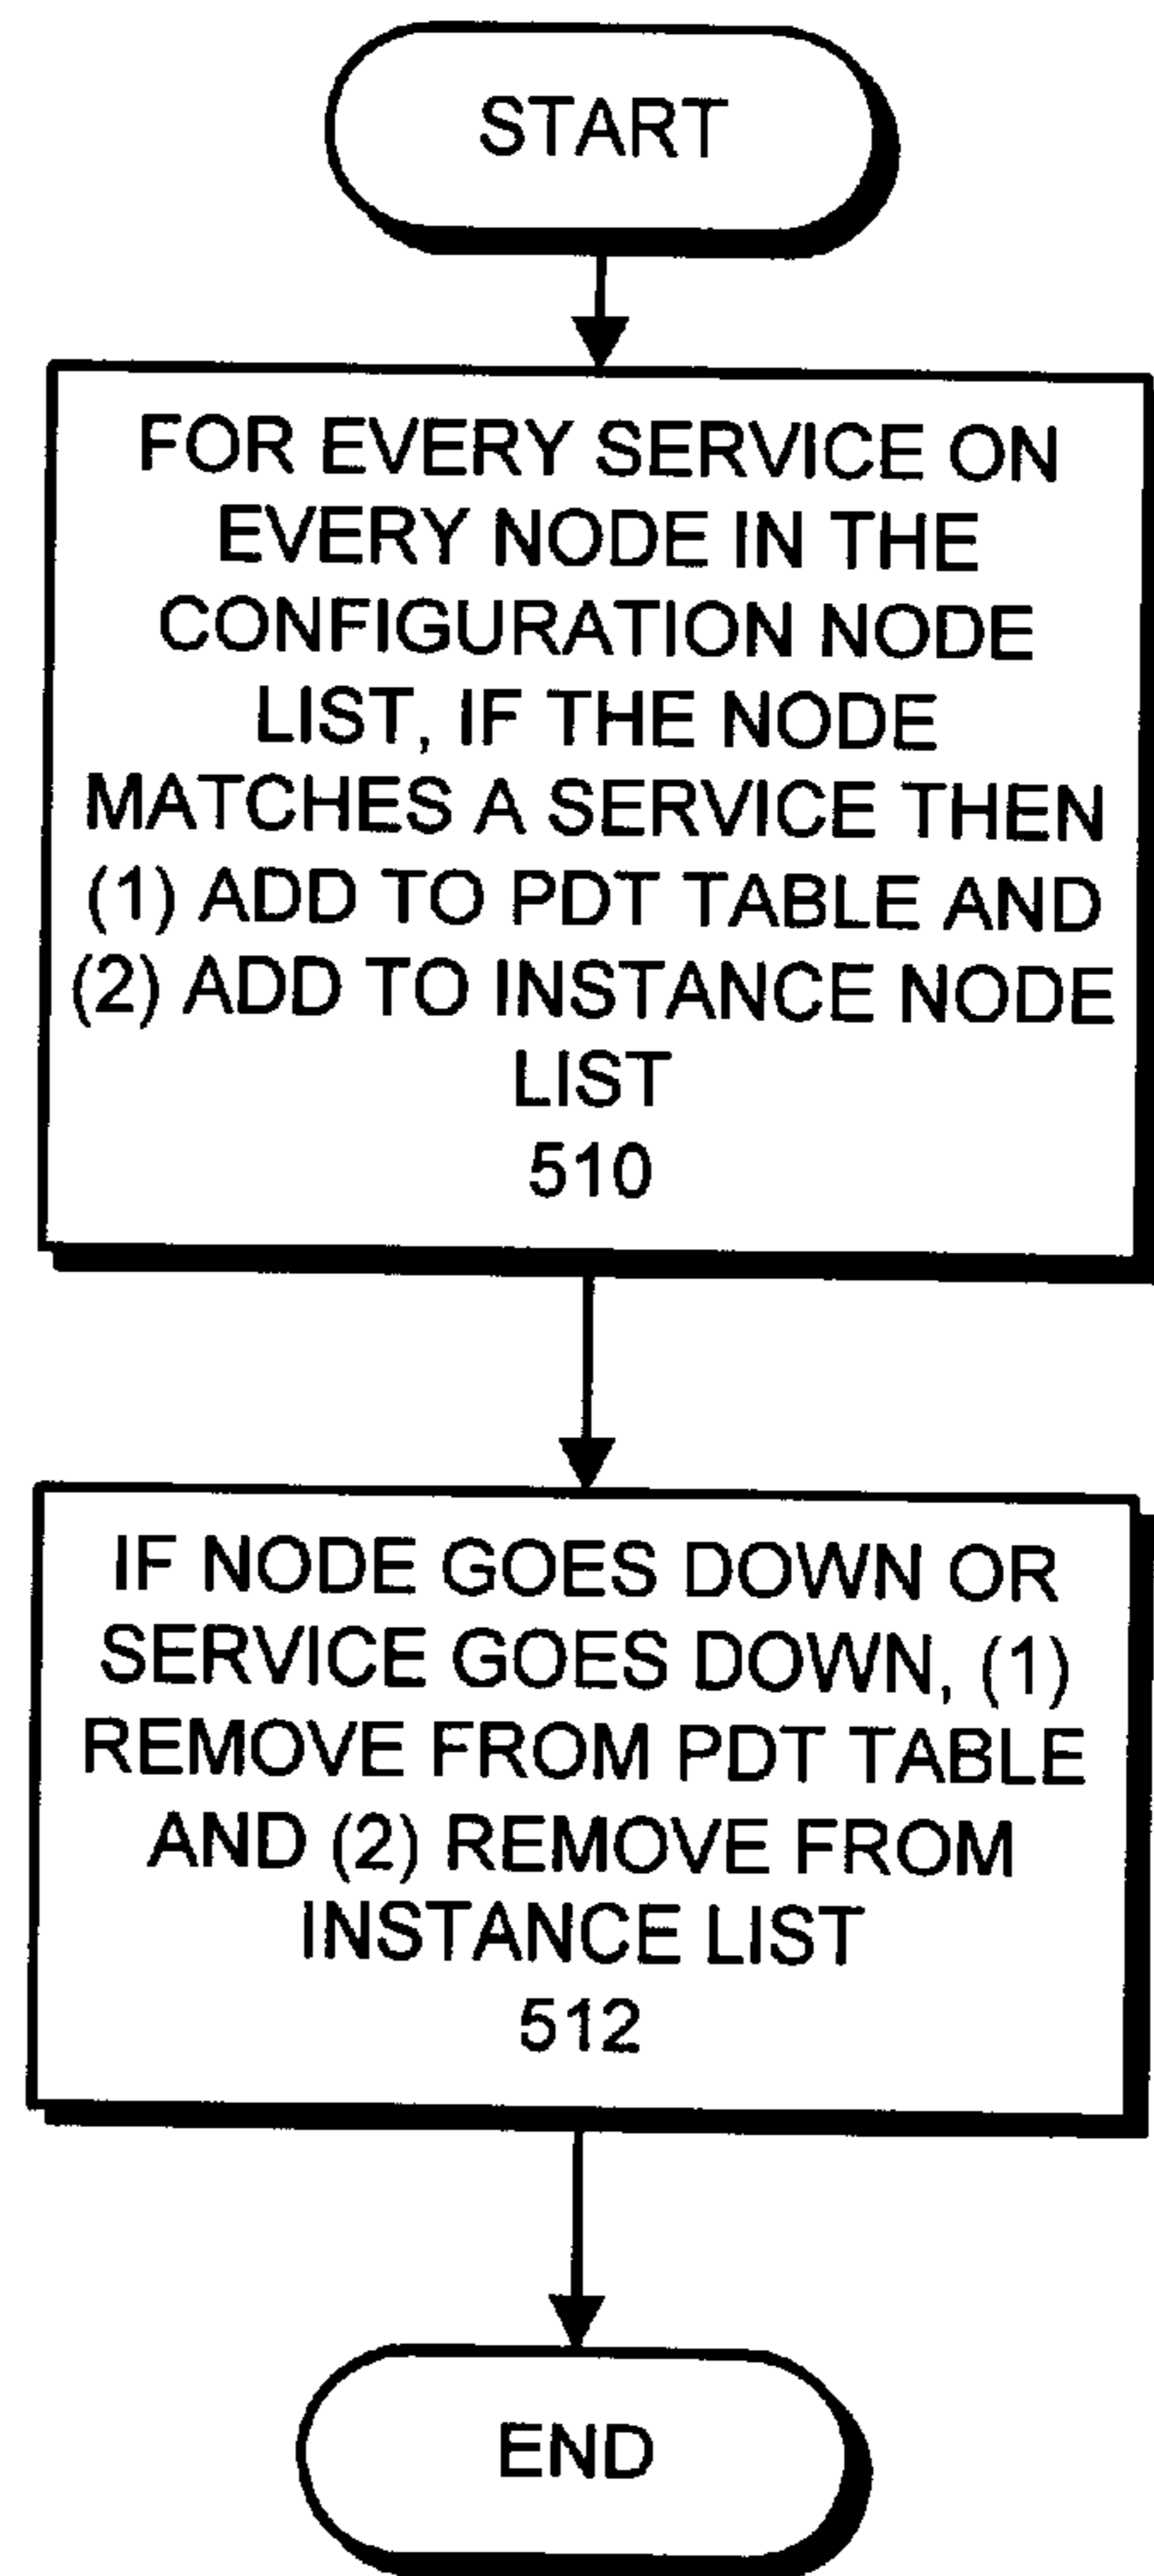 START
FOR EVERY SERVICE ON
EVERY NODE IN THE
CONFIGURATION NODE
LIST, IF THE NODE
MATCHES A SERVICE THEN
(1) ADD TO PDT TABLE AND
(2) ADD TO INSTANCE NODE
LIST
510
IF NODE GOES DOWN OR
SERVICE GOES DOWN, (1)
REMOVE FROM PDT TABLE
AND (2) REMOVE FROM
INSTANCE LIST
512
END